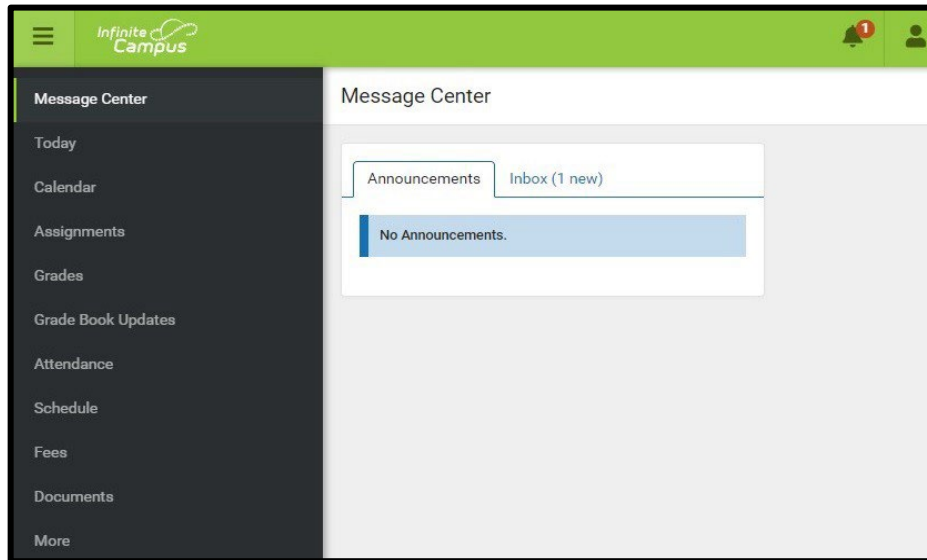 Infinite
Campus
1
Message Center
Today
Calendar
Assignments
Grades
Grade Book Updates
Attendance
Schedule
Fees
Documents
More
Message Center
Announcements
Inbox (1 new)
No Announcements.